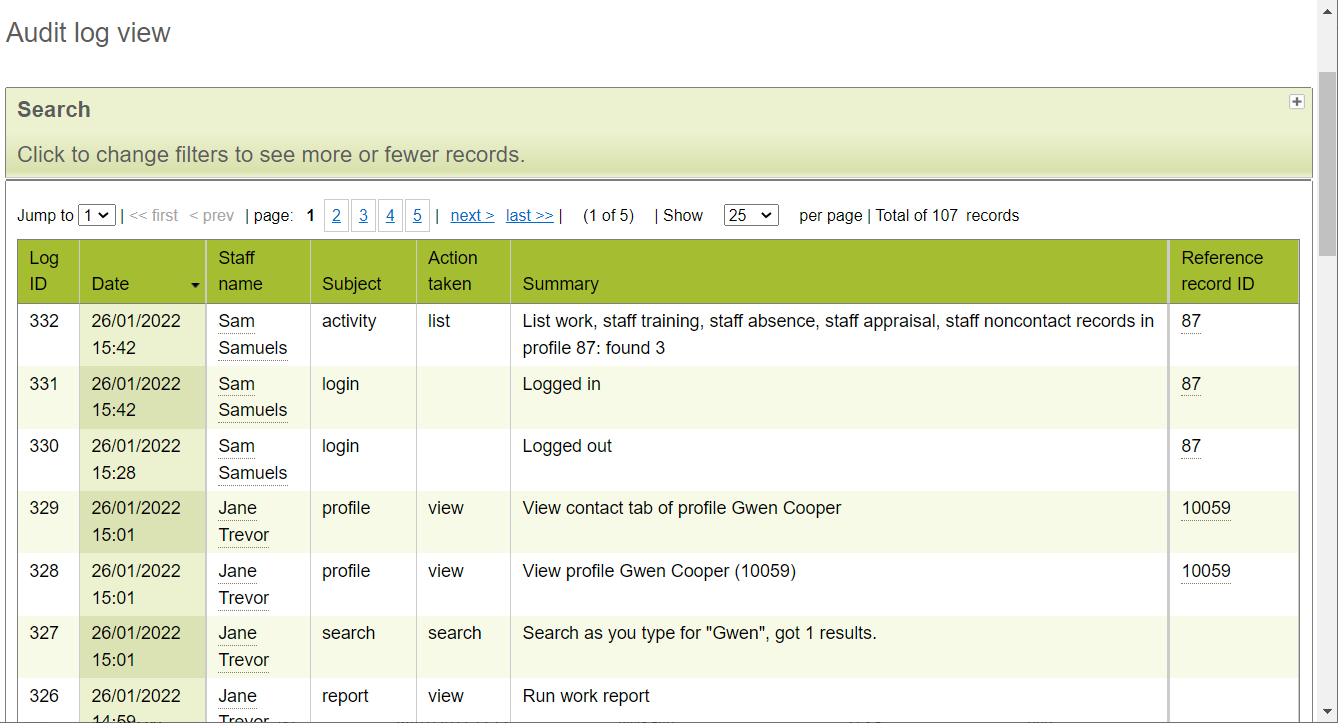 Audit log view
Search
Click to change filters to see more or fewer records.
Jump to 1 | << first < prev | page: 1 2 3 4 5 | next > last >> | (1 of 5) | Show 25 per page | Total of 107 records
Log ID Date Staff name Subject Action taken Summary Reference record ID
332 26/01/2022 15:42 Sam Samuels activity list List work, staff training, staff absence, staff appraisal, staff noncontact records in profile 87: found 3 87
331 26/01/2022 15:42 Sam Samuels login Logged in 87
330 26/01/2022 15:28 Sam Samuels login Logged out 87
329 26/01/2022 15:01 Jane Trevor profile view View contact tab of profile Gwen Cooper 10059
328 26/01/2022 15:01 Jane Trevor profile view View profile Gwen Cooper (10059) 10059
327 26/01/2022 15:01 Jane Trevor search search Search as you type for "Gwen", got 1 results.
326 26/01/2022 14:59 Jane Trevor report view Run work report